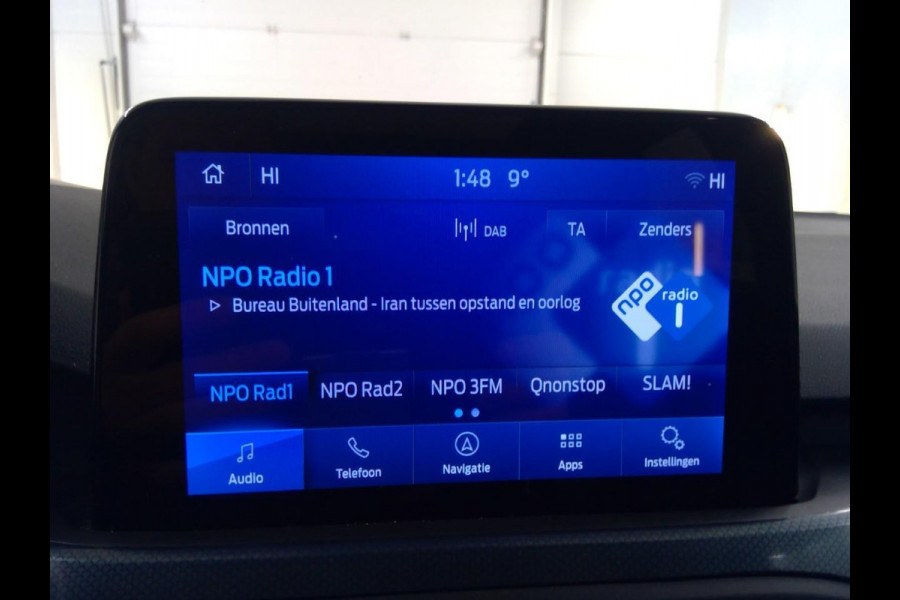 HI 1:48 9° HI
Bronnen DAB TA Zenders
NPO Radio 1
Bureau Buitenland - Iran tussen opstand en oorlog
npo radio 1
NPO Rad1 NPO Rad2 NPO 3FM Qnonstop SLAM!
Audio Telefoon Navigatie Apps Instellingen